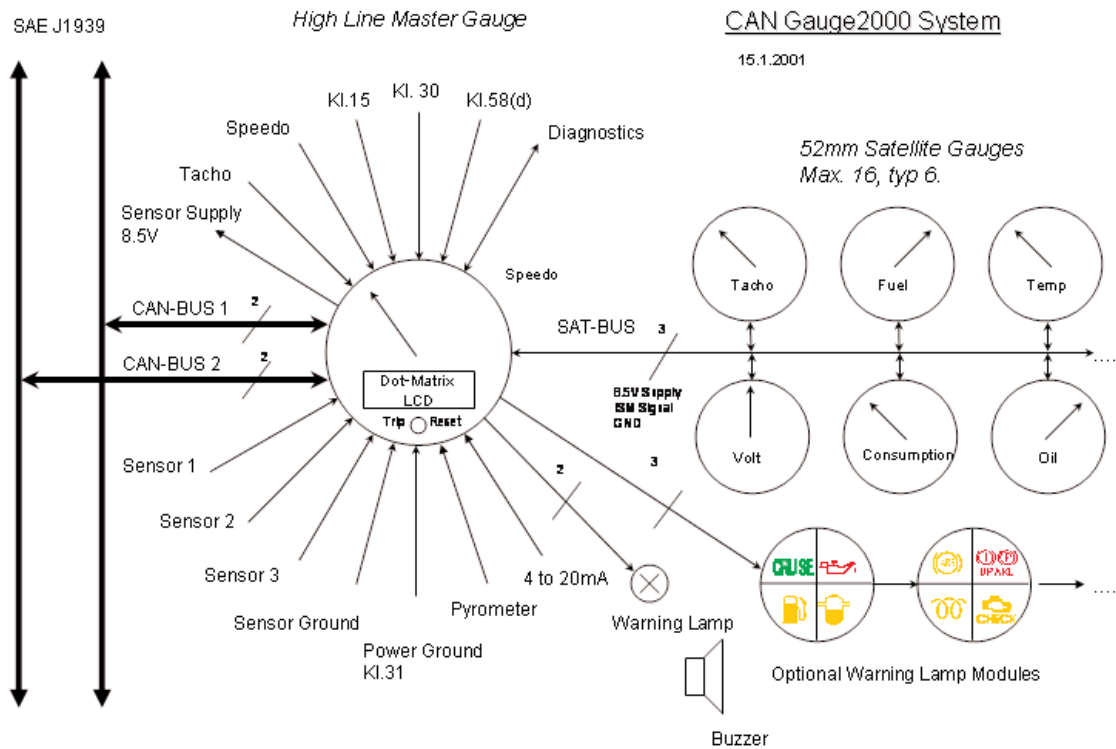 SAE J1939
High Line Master Gauge
CAN Gauge2000 System
15.1.2001
Kl.15
Kl. 30
Kl.58(d)
Speedo
Diagnostics
Tacho
Sensor Supply
8.5V
52mm Satellite Gauges
Max. 16, typ 6.
Speedo
Tacho
Fuel
Temp
CAN-BUS 1
2
SAT-BUS
3
CAN-BUS 2
2
....
Dot-Matrix
LCD
Trip
Reset
8.5V Supply
ISM Signal
GND
Volt
Consumption
Oil
Sensor 1
2
3
Sensor 2
Sensor 3
4 to 20mA
Pyrometer
Sensor Ground
Power Ground
Kl.31
Warning Lamp
CRUISE
CHECK
....
Optional Warning Lamp Modules
Buzzer